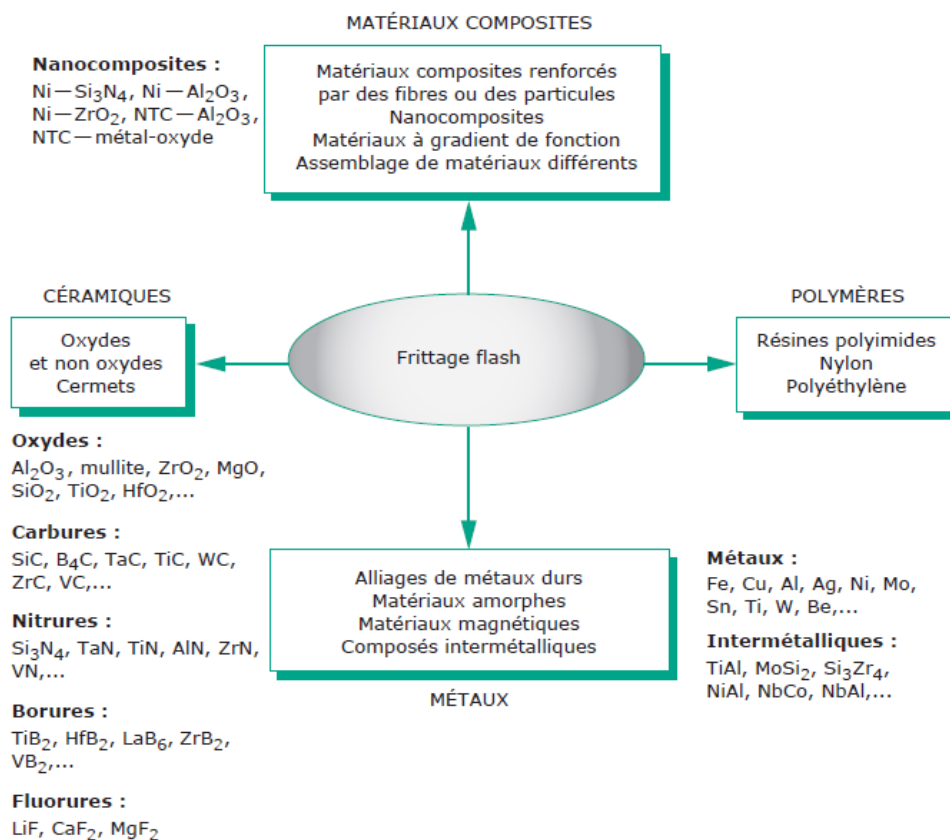 MATÉRIAUX COMPOSITES
Nanocomposites :
Ni—Si₃N₄, Ni—Al₂O₃,
Ni—ZrO₂, NTC—Al₂O₃,
NTC—métal-oxyde
Matériaux composites renforcés
par des fibres ou des particules
Nanocomposites
Matériaux à gradient de fonction
Assemblage de matériaux différents
CÉRAMIQUES
Oxydes
et non oxydes
Cermets
Frittage flash
POLYMÈRES
Résines polyimides
Nylon
Polyéthylène
Oxydes :
Al₂O₃, mullite, ZrO₂, MgO,
SiO₂, TiO₂, HfO₂,...
Carbures :
SiC, B₄C, TaC, TiC, WC,
ZrC, VC,...
Nitrures :
Si₃N₄, TaN, TiN, AlN, ZrN,
VN,...
Borures :
TiB₂, HfB₂, LaB₆, ZrB₂,
VB₂,...
Fluorures :
LiF, CaF₂, MgF₂
Alliages de métaux durs
Matériaux amorphes
Matériaux magnétiques
Composés intermétalliques
MÉTAUX
Métaux :
Fe, Cu, Al, Ag, Ni, Mo,
Sn, Ti, W, Be,...
Intermétalliques :
TiAl, MoSi₂, Si₃Zr₄,
NiAl, NbCo, NbAl,...